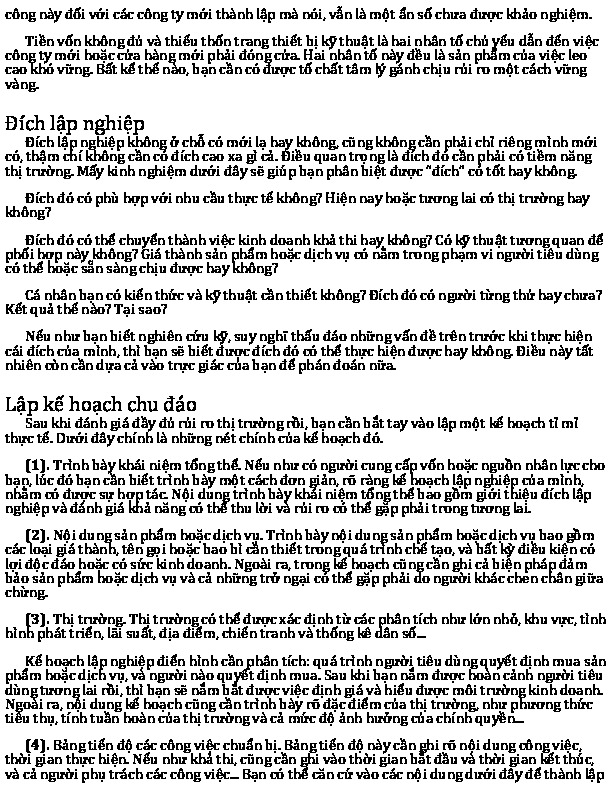 công này đối với các công ty mới thành lập mà nói, vẫn là một ẩn số chưa được khảo nghiệm.
Tiền vốn không đủ và thiếu thốn trang thiết bị kỹ thuật là hai nhân tố chủ yếu dẫn đến việc
công ty mới hoặc cửa hàng mới phải đóng cửa. Hai nhân tố này đều là sản phẩm của việc leo
cao khó vững. Bất kể thế nào, bạn cần có được tố chất tâm lý gánh chịu rủi ro một cách vững
vàng.
Đích lập nghiệp
Đích lập nghiệp không ở chỗ có mới lạ hay không, cũng không cần phải chỉ riêng mình mới
có, thậm chí không cần có đích cao xa gì cả. Điều quan trọng là đích đó cần phải có tiềm năng
thị trường. Mấy kinh nghiệm dưới đây sẽ giúp bạn phân biệt được “đích” có tốt hay không.
Đích đó có phù hợp với nhu cầu thực tế không? Hiện nay hoặc tương lai có thị trường hay
không?
Đích đó có thể chuyển thành việc kinh doanh khả thi hay không? Có kỹ thuật tương quan để
phối hợp này không? Giá thành sản phẩm hoặc dịch vụ có nằm trong phạm vi người tiêu dùng
có thể hoặc sẵn sàng chịu được hay không?
Cá nhân bạn có kiến thức và kỹ thuật cần thiết không? Đích đó có người từng thử hay chưa?
Kết quả thế nào? Tại sao?
Nếu như bạn biết nghiên cứu kỹ, suy nghĩ thấu đáo những vấn đề trên trước khi thực hiện
cái đích của mình, thì bạn sẽ biết được đích đó có thể thực hiện được hay không. Điều này tất
nhiên còn cần dựa cả vào trực giác của bạn để phán đoán nữa.
Lập kế hoạch chu đáo
Sau khi đánh giá đầy đủ rủi ro thị trường rồi, bạn cần bắt tay vào lập một kế hoạch tỉ mỉ
thực tế. Dưới đây chính là những nét chính của kế hoạch đó.
(1). Trình bày khái niệm tổng thể. Nếu như có người cung cấp vốn hoặc nguồn nhân lực cho
bạn, lúc đó bạn cần biết trình bày một cách đơn giản, rõ ràng kế hoạch lập nghiệp của mình,
nhằm có được sự hợp tác. Nội dung trình bày khái niệm tổng thể bao gồm giới thiệu đích lập
nghiệp và đánh giá khả năng có thể thu lời và rủi ro có thể gặp phải trong tương lai.
(2). Nội dung sản phẩm hoặc dịch vụ. Trình bày nội dung sản phẩm hoặc dịch vụ bao gồm
các loại giá thành, tên gọi hoặc bao bì cần thiết trong quá trình chế tạo, và bất kỳ điều kiện có
lợi độc đáo hoặc có sức kinh doanh. Ngoài ra, trong kế hoạch cũng cần ghi cả biện pháp đảm
bảo sản phẩm hoặc dịch vụ và cả những trở ngại có thể gặp phải do người khác chen chân giữa
chừng.
(3). Thị trường. Thị trường có thể được xác định từ các phân tích như lớn nhỏ, khu vực, tình
hình phát triển, lãi suất, địa điểm, chiến tranh và thống kê dân số...
Kế hoạch lập nghiệp điển hình cần phân tích: quá trình người tiêu dùng quyết định mua sản
phẩm hoặc dịch vụ, và người nào quyết định mua. Sau khi bạn nắm được hoàn cảnh người tiêu
dùng tương lai rồi, thì bạn sẽ nắm bắt được việc định giá và hiểu được môi trường kinh doanh.
Ngoài ra, nội dung kế hoạch cũng cần trình bày rõ đặc điểm của thị trường, như phương thức
tiêu thụ, tính tuần hoàn của thị trường và cả mức độ ảnh hưởng của chính quyền...
(4). Bảng tiến độ các công việc chuẩn bị. Bảng tiến độ này cần ghi rõ nội dung công việc,
thời gian thực hiện. Nếu như khả thi, cũng cần ghi vào thời gian bắt đầu và thời gian kết thúc,
và cả người phụ trách các công việc... Bạn có thể căn cứ vào các nội dung dưới đây để thành lập